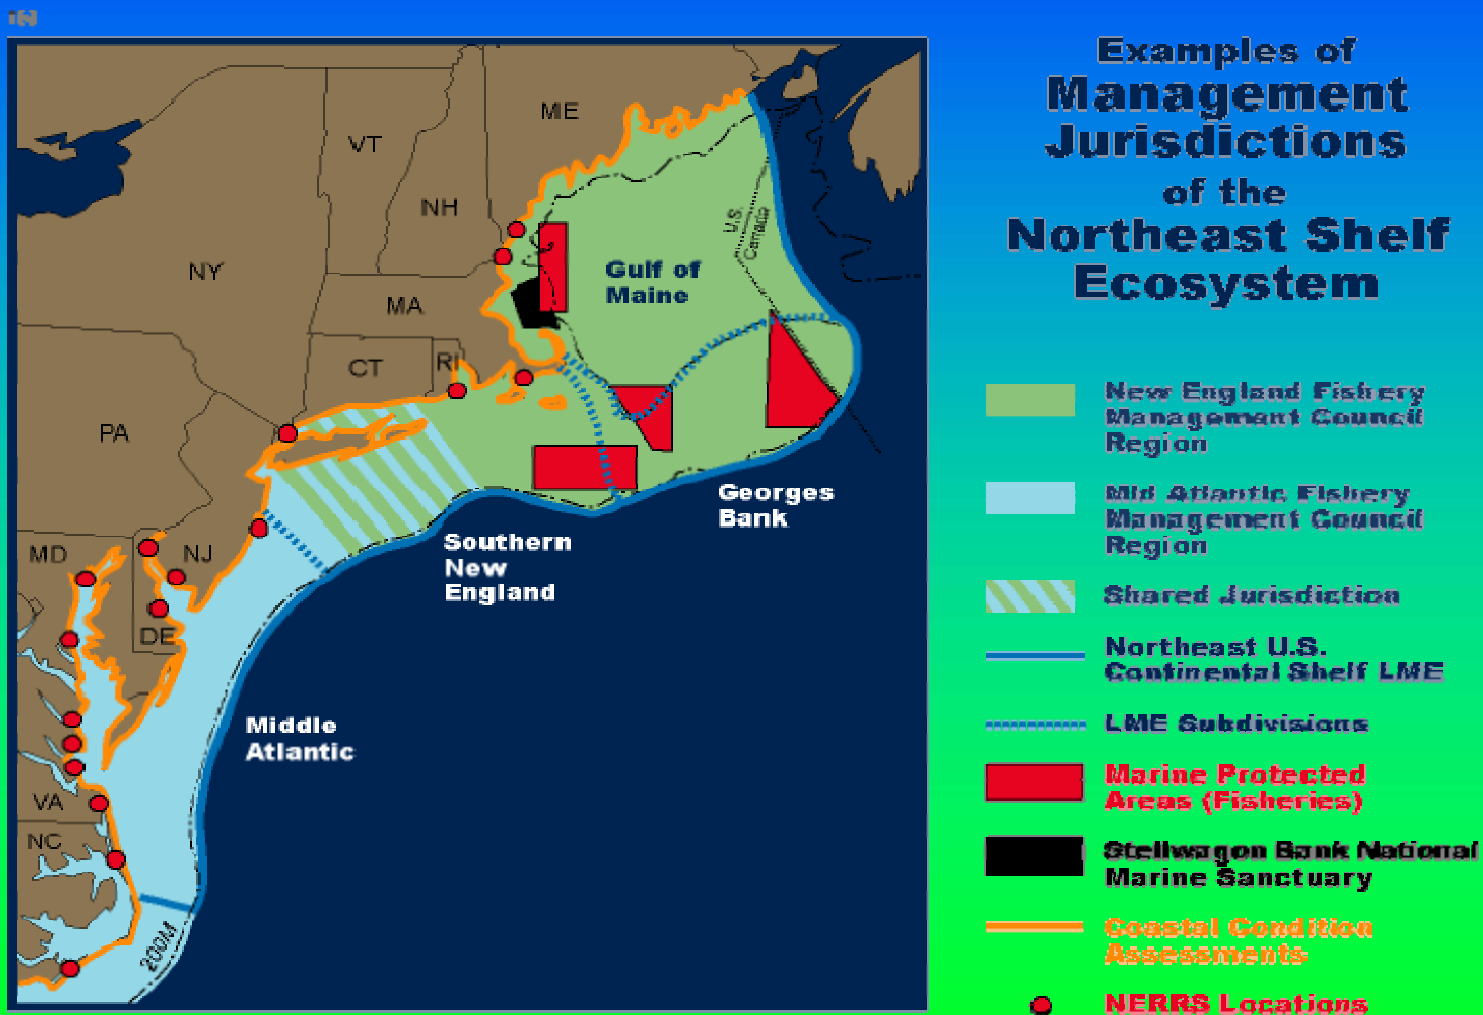 Examples of
Management
Jurisdictions
of the
Northeast Shelf
Ecosystem
ME
VT
NH
NY
MA
CT
RI
PA
MD
NJ
DE
VA
NC
U.S.
Canada
Gulf of
Maine
Georges
Bank
Southern
New
England
Middle
Atlantic
200M
New England Fishery
Management Council
Region
Mid Atlantic Fishery
Management Council
Region
Shared Jurisdiction
Northeast U.S.
Continental Shelf LME
LME Subdivisions
Marine Protected
Areas (Fisheries)
Stellwagon Bank National
Marine Sanctuary
Coastal Condition
Assessments
NERRS Locations